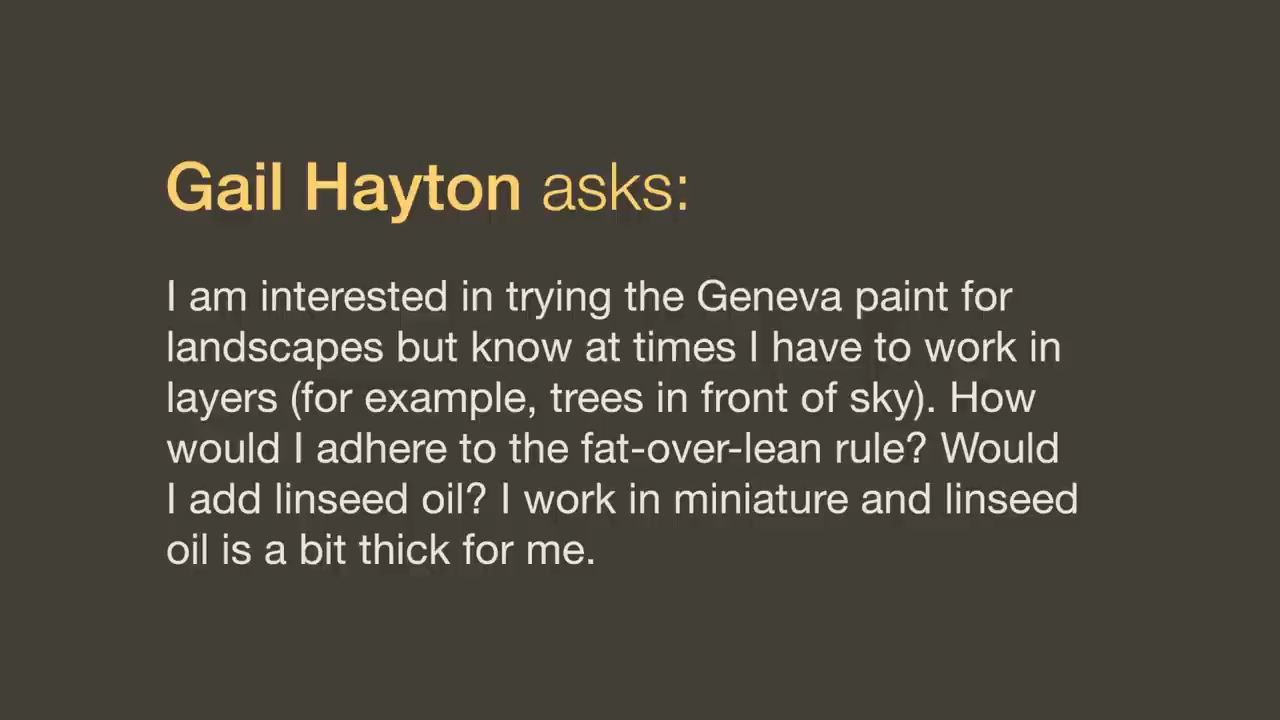 Gail Hayton asks:
I am interested in trying the Geneva paint for
landscapes but know at times I have to work in
layers (for example, trees in front of sky). How
would I adhere to the fat-over-lean rule? Would
I add linseed oil? I work in miniature and linseed
oil is a bit thick for me.